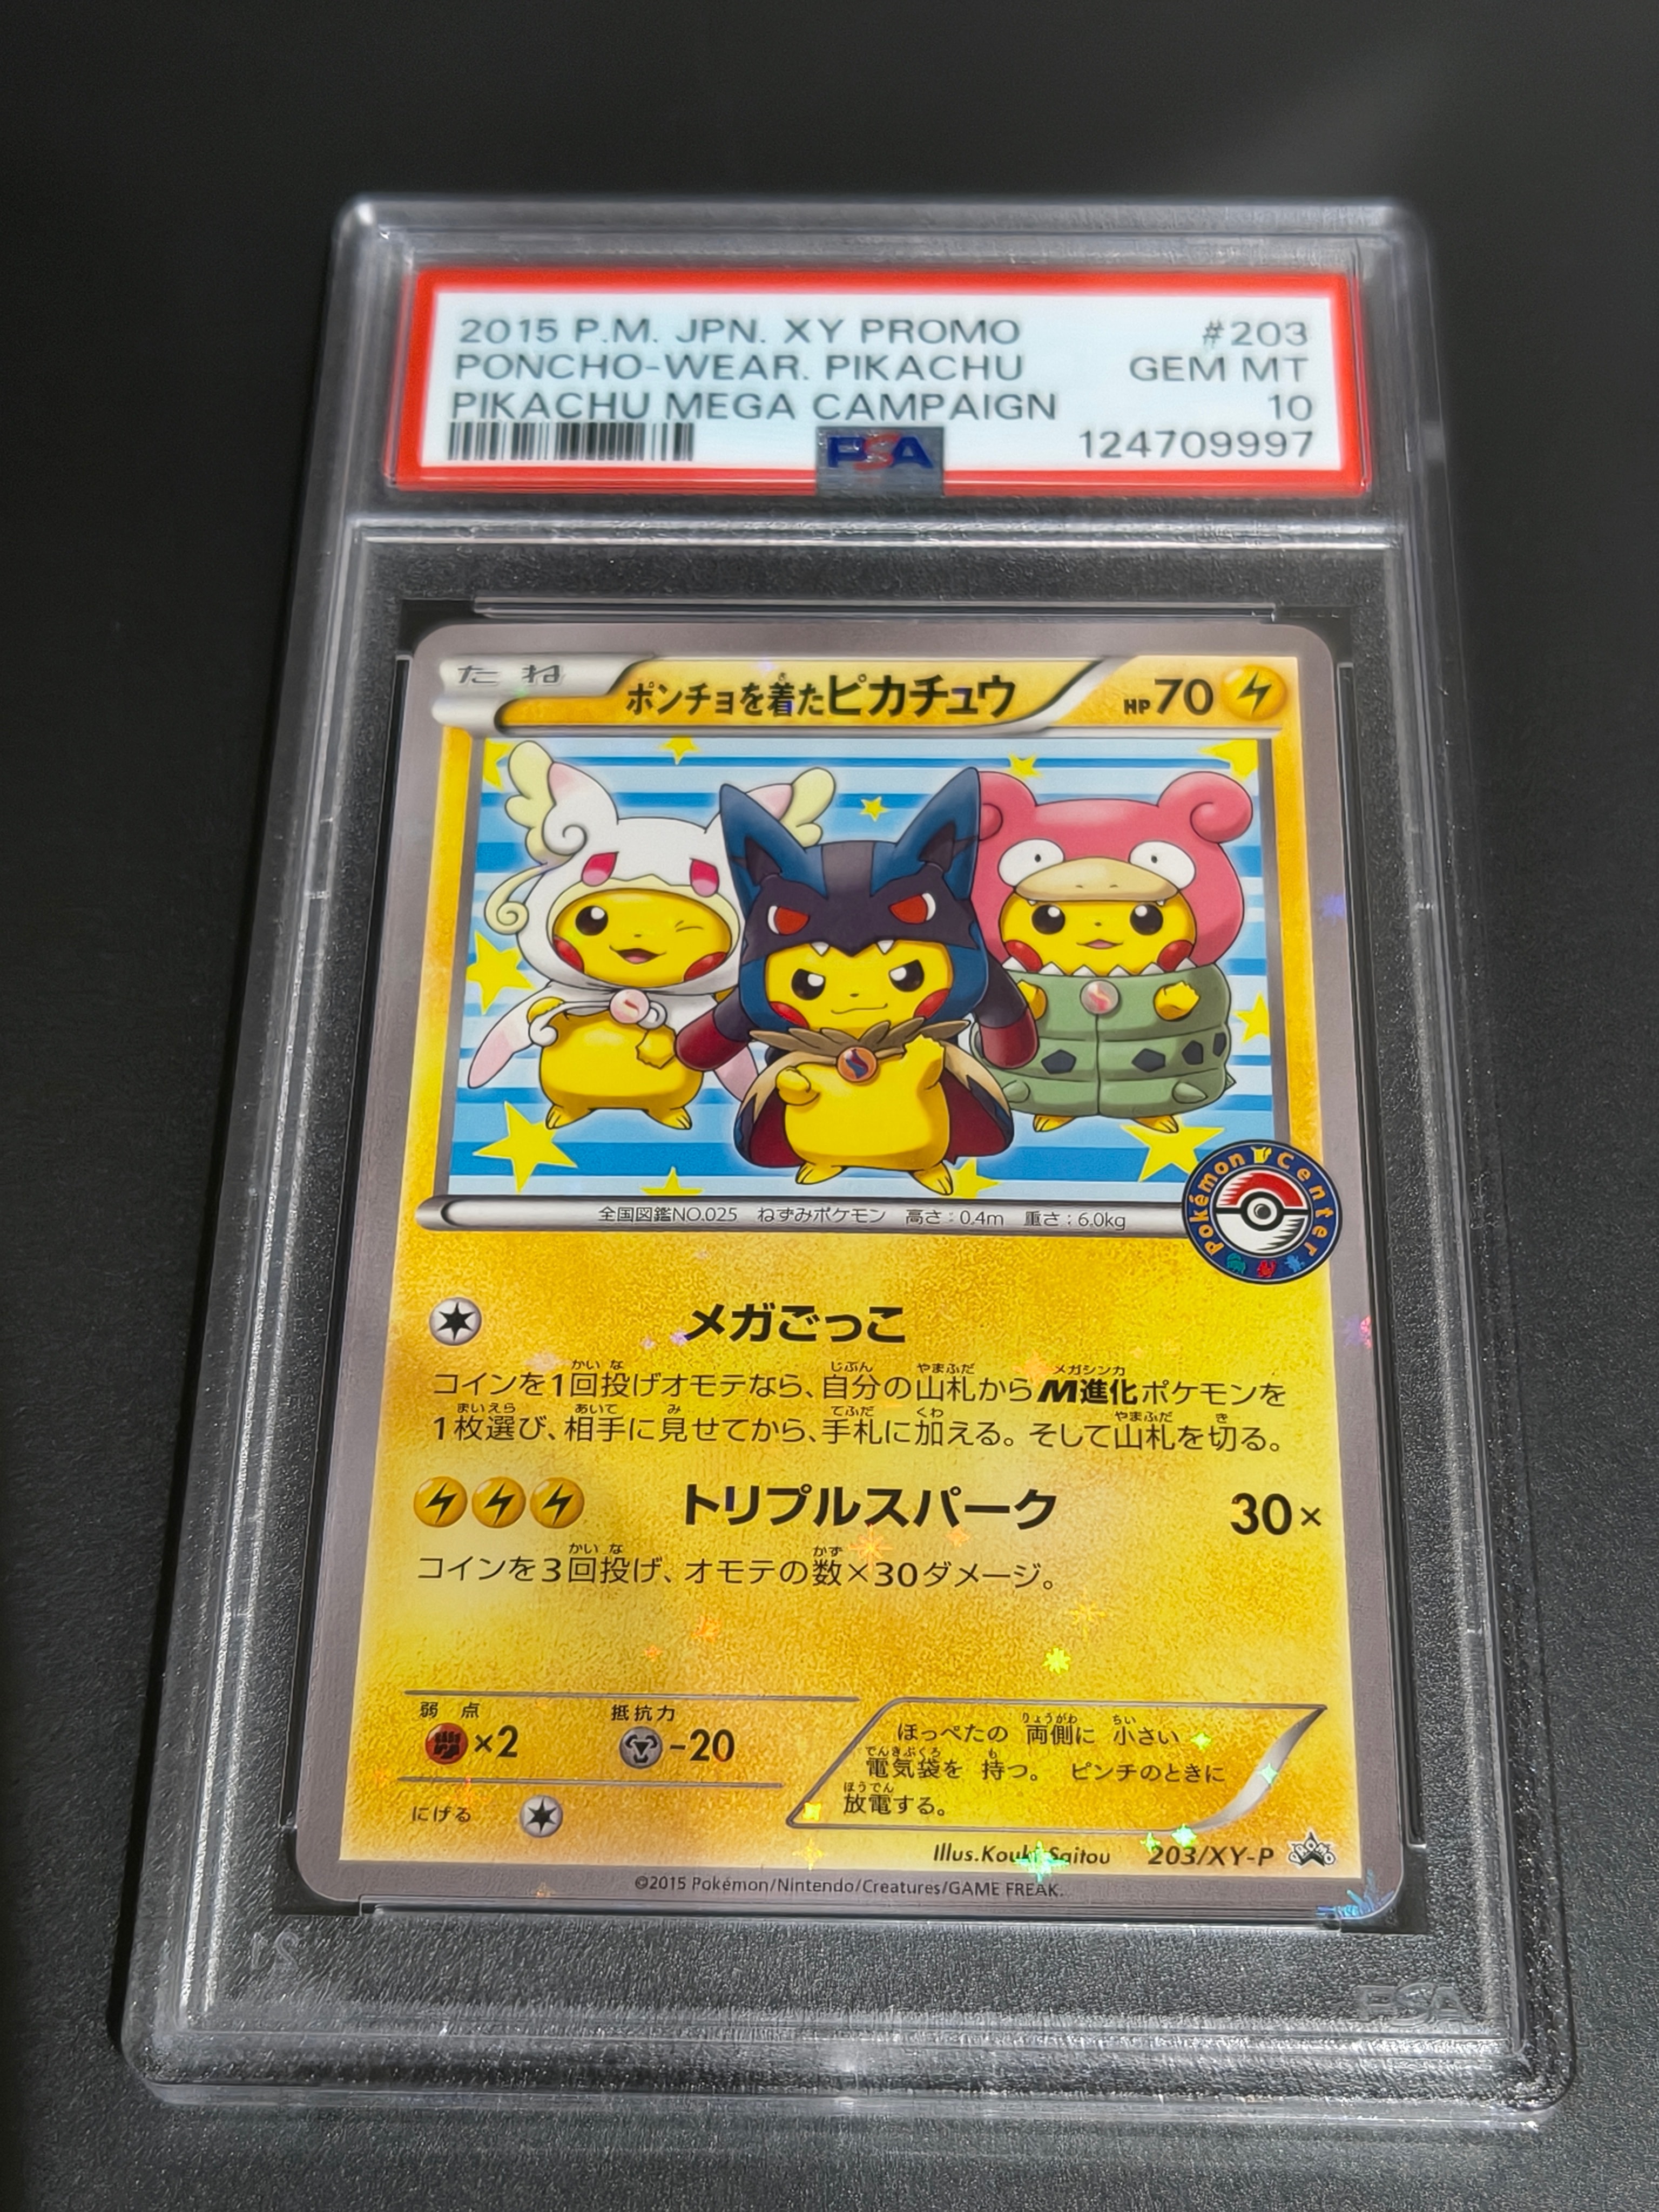 2015 P.M. JPN. XY PROMO #203
PONCHO-WEAR. PIKACHU GEM MT
PIKACHU MEGA CAMPAIGN 10
PSA 124709997
たね ポンチョを着たピカチュウ HP70
全国図鑑NO.025 ねずみポケモン 高さ:0.4m 重さ:6.0kg
Pokémon Center
メガごっこ
コインを1回投げオモテなら、自分の山札からM進化ポケモンを
1枚選び、相手に見せてから、手札に加える。そして山札を切る。
トリプルスパーク 30×
コインを3回投げ、オモテの数×30ダメージ。
弱点 抵抗力
×2 -20
にげる
ほっぺたの 両側に 小さい
電気袋を 持つ。 ピンチのときに
放電する。
Illus.Kouki Saitou 203/XY-P PROMO
©2015 Pokémon/Nintendo/Creatures/GAME FREAK.
PSA